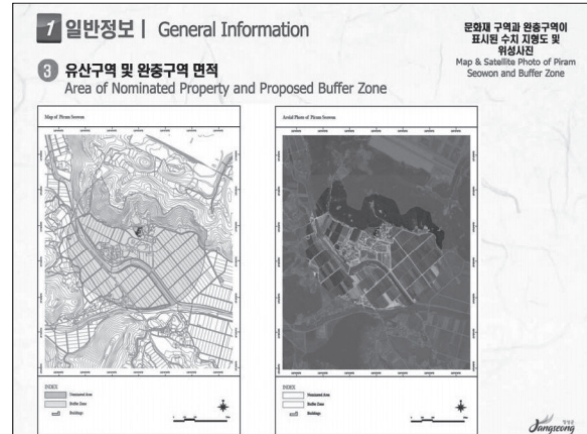 1 일반정보 | General Information
문화재 구역과 완충구역이
표시된 수치 지형도 및
위성사진
Map & Satellite Photo of Piram
Seowon and Buffer Zone
3 유산구역 및 완충구역 면적
Area of Nominated Property and Proposed Buffer Zone
Map of Piram Seowon
INDEX
Nominated Area
Buffer Zone
Buildings
Aerial Photo of Piram Seowon
INDEX
Nominated Area
Buffer Zone
Buildings
Jangseong